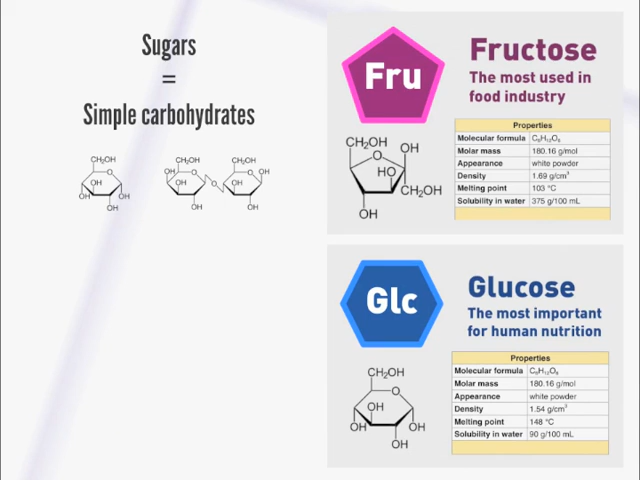 Sugars
=
Simple carbohydrates
CH₂OH
O
OH
OH
OH
OH
CH₂OH
CH₂OH
OH
O
O
OH
OH
O
OH
OH
OH
Fru
Fructose
The most used in
food industry
CH₂OH
O
OH
HO
CH₂OH
OH
Properties
Molecular formula C₆H₁₂O₆
Molar mass 180.16 g/mol
Appearance white powder
Density 1.69 g/cm³
Melting point 103 °C
Solubility in water 375 g/100 mL
Glc
Glucose
The most important
for human nutrition
CH₂OH
O
OH
OH
OH
OH
Properties
Molecular formula C₆H₁₂O₆
Molar mass 180.16 g/mol
Appearance white powder
Density 1.54 g/cm³
Melting point 148 °C
Solubility in water 90 g/100 mL